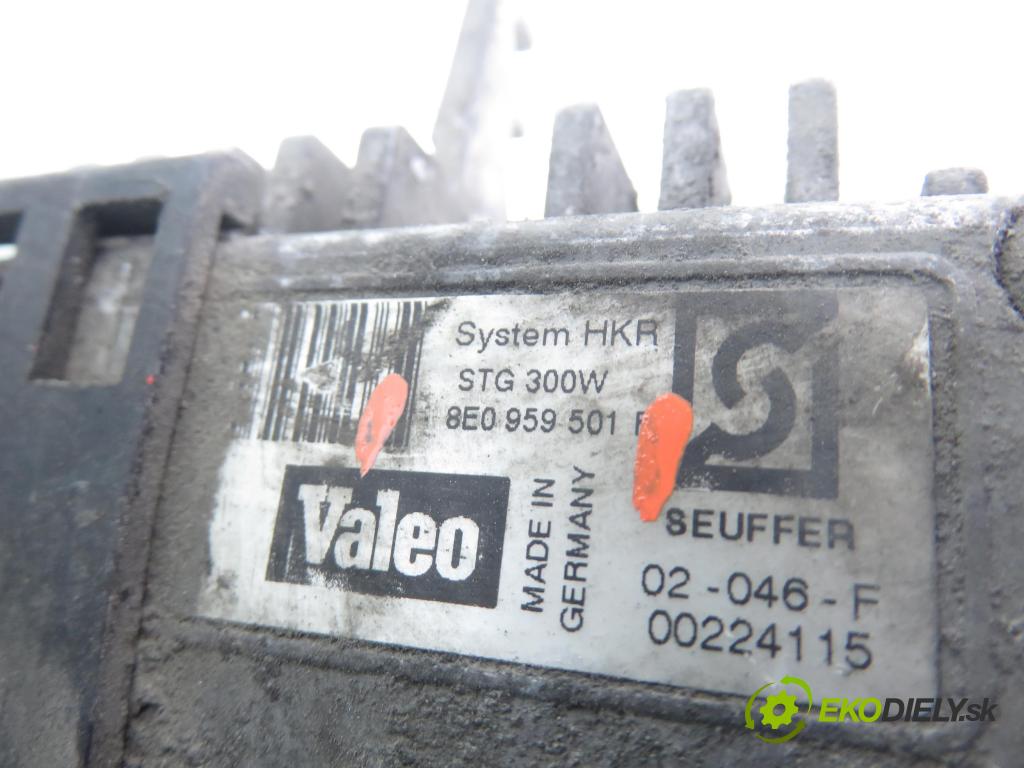 System HKR
STG 300W
8E0 959 501
Valeo
MADE IN
GERMANY
S
SEUFFER
02-046-F
00224115
EKODIELY.sk